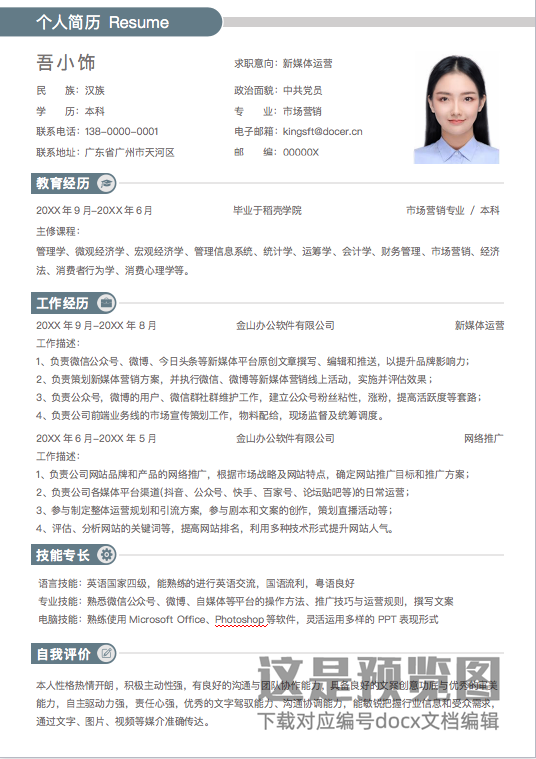 个人简历 Resume
吾小饰 求职意向：新媒体运营
民 族：汉族 政治面貌：中共党员
学 历：本科 专 业：市场营销
联系电话：138-0000-0001 电子邮箱：kingsft@docer.cn
联系地址：广东省广州市天河区 邮 编：00000X
教育经历
20XX 年 9 月-20XX 年 6 月 毕业于稻壳学院 市场营销专业 / 本科
主修课程：
管理学、微观经济学、宏观经济学、管理信息系统、统计学、运筹学、会计学、财务管理、市场营销、经济
法、消费者行为学、消费心理学等。
工作经历
20XX 年 9 月-20XX 年 8 月 金山办公软件有限公司 新媒体运营
工作描述：
1、负责微信公众号、微博、今日头条等新媒体平台原创文章撰写、编辑和推送，以提升品牌影响力；
2、负责策划新媒体营销方案，并执行微信、微博等新媒体营销线上活动，实施并评估效果；
3、负责公众号，微博的用户、微信群社群维护工作，建立公众号粉丝粘性，涨粉，提高活跃度等套路；
4、负责公司前端业务线的市场宣传策划工作，物料配给，现场监督及统筹调度。
20XX 年 6 月-20XX 年 5 月 金山办公软件有限公司 网络推广
工作描述：
1、负责公司网站品牌和产品的网络推广，根据市场战略及网站特点，确定网站推广目标和推广方案；
2、负责公司各媒体平台渠道(抖音、公众号、快手、百家号、论坛贴吧等)的日常运营；
3、参与制定整体运营规划和引流方案，参与剧本和文案的创作，策划直播活动等；
4、评估、分析网站的关键词等，提高网站排名，利用多种技术形式提升网站人气。
技能专长
语言技能：英语国家四级，能熟练的进行英语交流，国语流利，粤语良好
专业技能：熟悉微信公众号、微博、自媒体等平台的操作方法、推广技巧与运营规则，撰写文案
电脑技能：熟练使用 Microsoft Office、Photoshop 等软件，灵活运用多样的 PPT 表现形式
自我评价
本人性格热情开朗，积极主动性强，有良好的沟通与团队协作能力、具备良好的文案创意功底与优秀的审美
能力，自主驱动力强，责任心强，优秀的文字驾驭能力、沟通协调能力，能敏锐把握行业信息和受众需求，
通过文字、图片、视频等媒介准确传达。
这是预览图
下载对应编号docx文档编辑